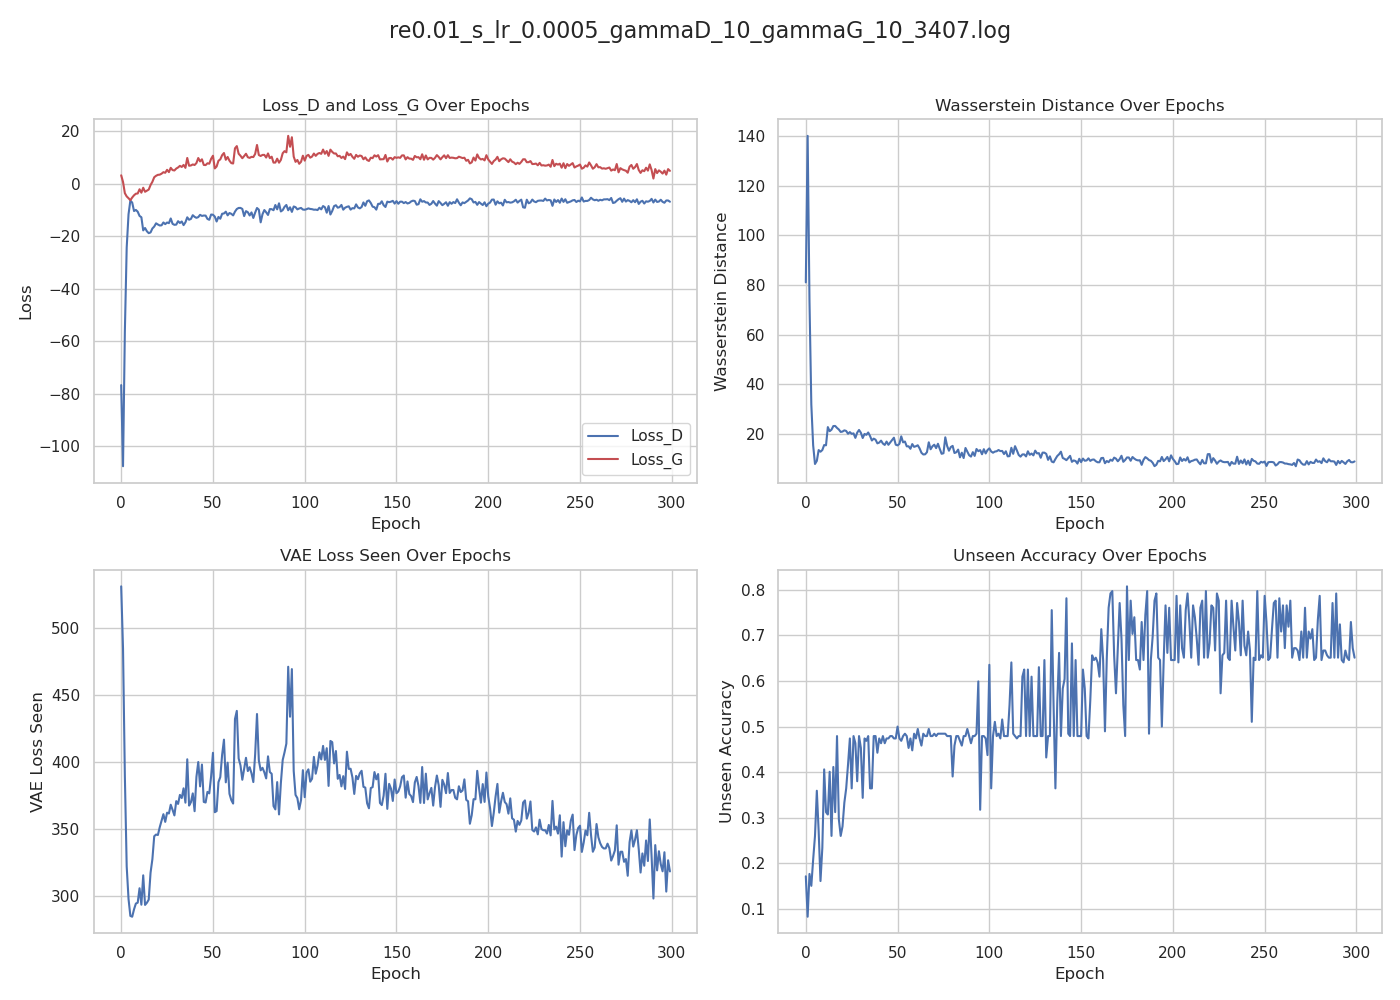 re0.01_s_lr_0.0005_gammaD_10_gammaG_10_3407.log
Loss_D and Loss_G Over Epochs
20
0
−20
−40
−60
−80
−100
Loss
Loss_D
Loss_G
0 50 100 150 200 250 300
Epoch
Wasserstein Distance Over Epochs
140
120
100
80
60
40
20
Wasserstein Distance
0 50 100 150 200 250 300
Epoch
VAE Loss Seen Over Epochs
500
450
400
350
300
VAE Loss Seen
0 50 100 150 200 250 300
Epoch
Unseen Accuracy Over Epochs
0.8
0.7
0.6
0.5
0.4
0.3
0.2
0.1
Unseen Accuracy
0 50 100 150 200 250 300
Epoch